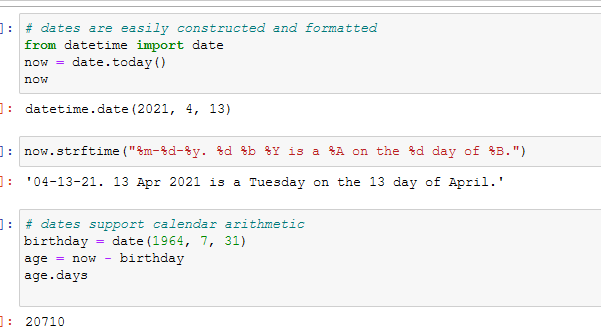 ]: # dates are easily constructed and formatted
from datetime import date
now = date.today()
now
]: datetime.date(2021, 4, 13)
]: now.strftime("%m-%d-%y. %d %b %Y is a %A on the %d day of %B.")
]: '04-13-21. 13 Apr 2021 is a Tuesday on the 13 day of April.'
]: # dates support calendar arithmetic
birthday = date(1964, 7, 31)
age = now - birthday
age.days
]: 20710